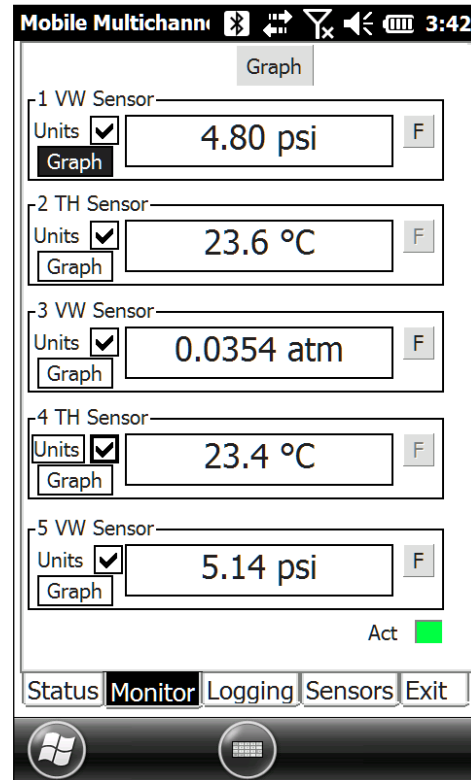 Mobile Multichann 3:42
Graph
1 VW Sensor
Units
4.80 psi
F
Graph
2 TH Sensor
Units
23.6 °C
F
Graph
3 VW Sensor
Units
0.0354 atm
F
Graph
4 TH Sensor
Units
23.4 °C
F
Graph
5 VW Sensor
Units
5.14 psi
F
Graph
Act
Status Monitor Logging Sensors Exit